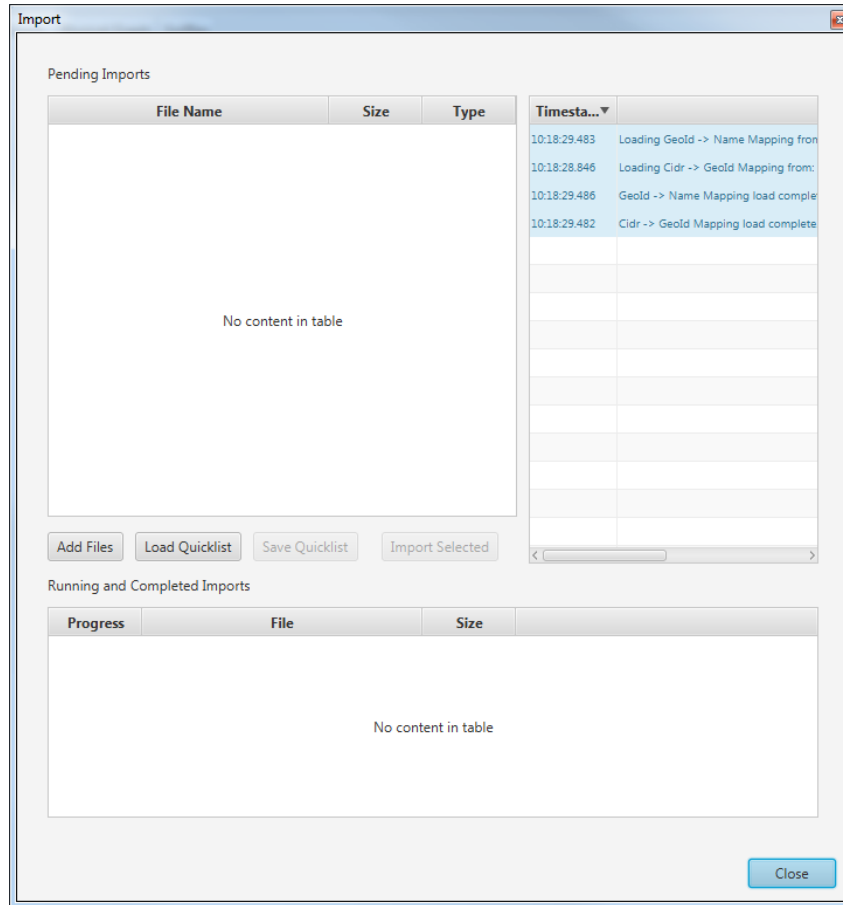 Import
Pending Imports
File Name Size Type
No content in table
Timesta...
10:18:29.483 Loading GeoId -> Name Mapping from
10:18:28.846 Loading Cidr -> GeoId Mapping from:
10:18:29.486 GeoId -> Name Mapping load comple
10:18:29.482 Cidr -> GeoId Mapping load complete
Add Files Load Quicklist Save Quicklist Import Selected
Running and Completed Imports
Progress File Size
No content in table
Close